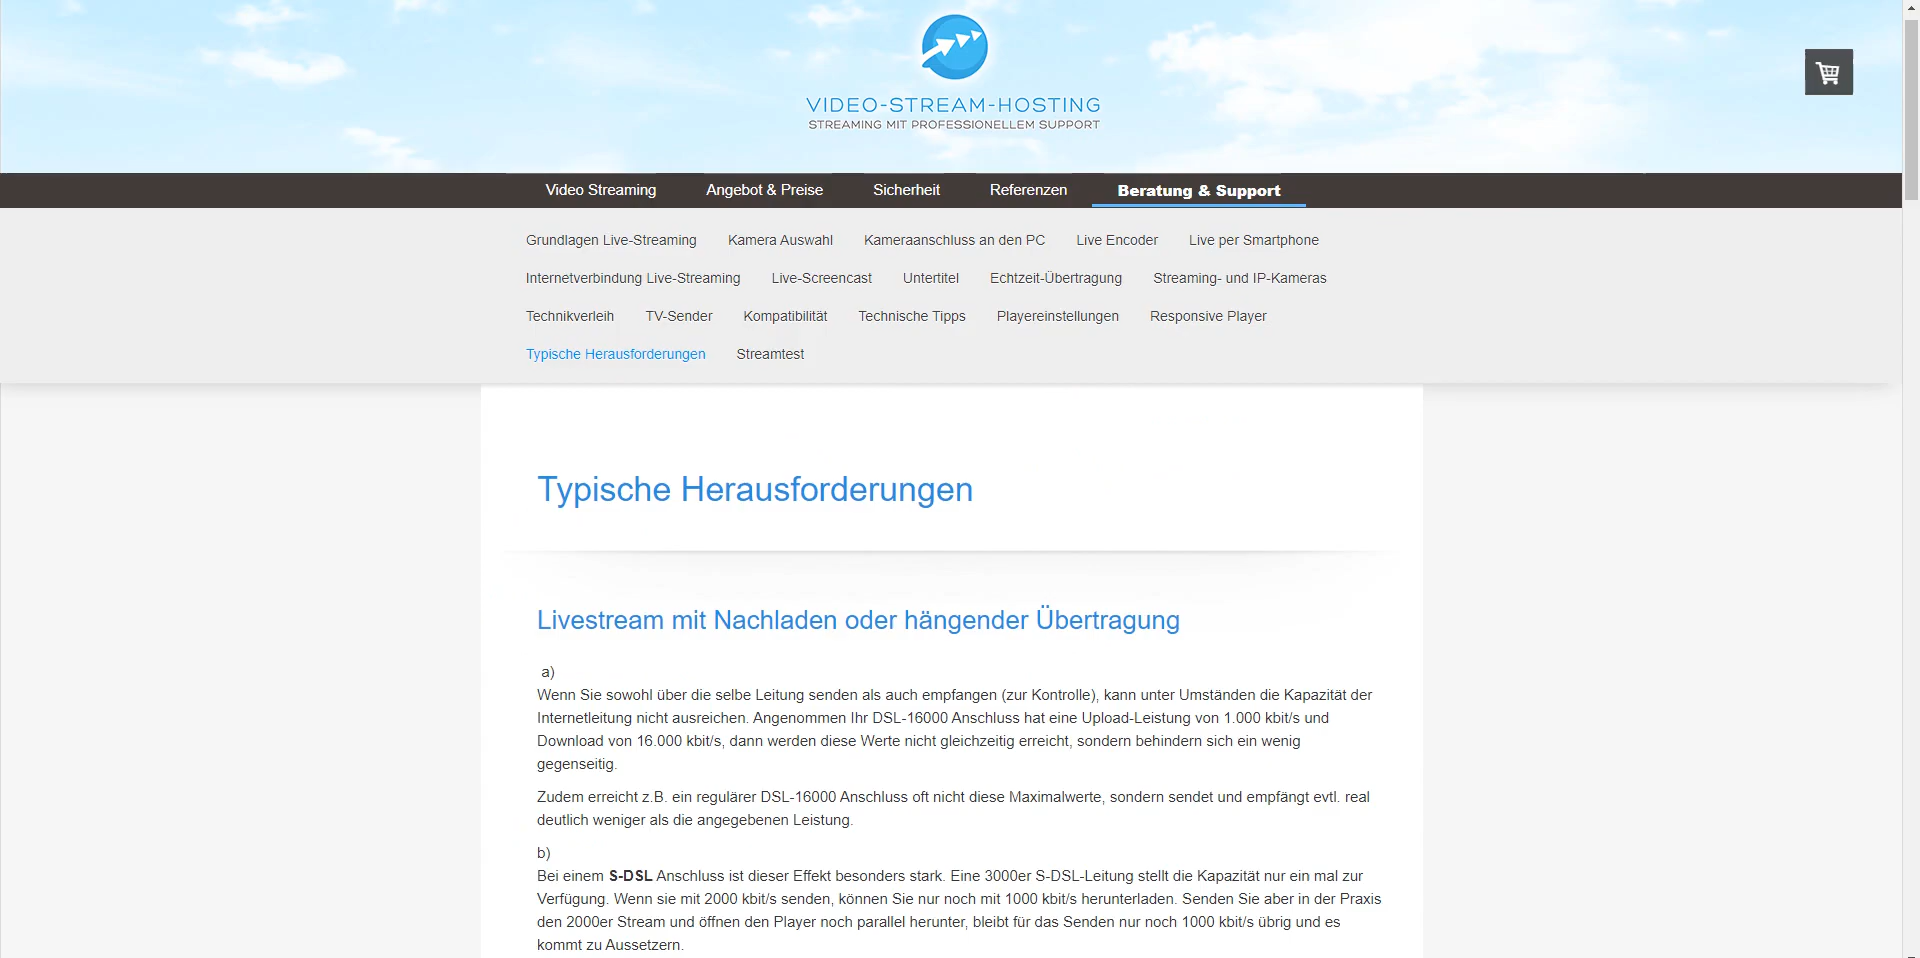 VIDEO-STREAM-HOSTING
STREAMING MIT PROFESSIONELLEM SUPPORT
Video Streaming Angebot & Preise Sicherheit Referenzen Beratung & Support
Grundlagen Live-Streaming Kamera Auswahl Kameraanschluss an den PC Live Encoder Live per Smartphone
Internetverbindung Live-Streaming Live-Screencast Untertitel Echtzeit-Übertragung Streaming- und IP-Kameras
Technikverleih TV-Sender Kompatibilität Technische Tipps Playereinstellungen Responsive Player
Typische Herausforderungen Streamtest
Typische Herausforderungen
Livestream mit Nachladen oder hängender Übertragung
a)
Wenn Sie sowohl über die selbe Leitung senden als auch empfangen (zur Kontrolle), kann unter Umständen die Kapazität der
Internetleitung nicht ausreichen. Angenommen Ihr DSL-16000 Anschluss hat eine Upload-Leistung von 1.000 kbit/s und
Download von 16.000 kbit/s, dann werden diese Werte nicht gleichzeitig erreicht, sondern behindern sich ein wenig
gegenseitig.
Zudem erreicht z.B. ein regulärer DSL-16000 Anschluss oft nicht diese Maximalwerte, sondern sendet und empfängt evtl. real
deutlich weniger als die angegebenen Leistung.
b)
Bei einem S-DSL Anschluss ist dieser Effekt besonders stark. Eine 3000er S-DSL-Leitung stellt die Kapazität nur ein mal zur
Verfügung. Wenn sie mit 2000 kbit/s senden, können Sie nur noch mit 1000 kbit/s herunterladen. Senden Sie aber in der Praxis
den 2000er Stream und öffnen den Player noch parallel herunter, bleibt für das Senden nur noch 1000 kbit/s übrig und es
kommt zu Aussetzern.